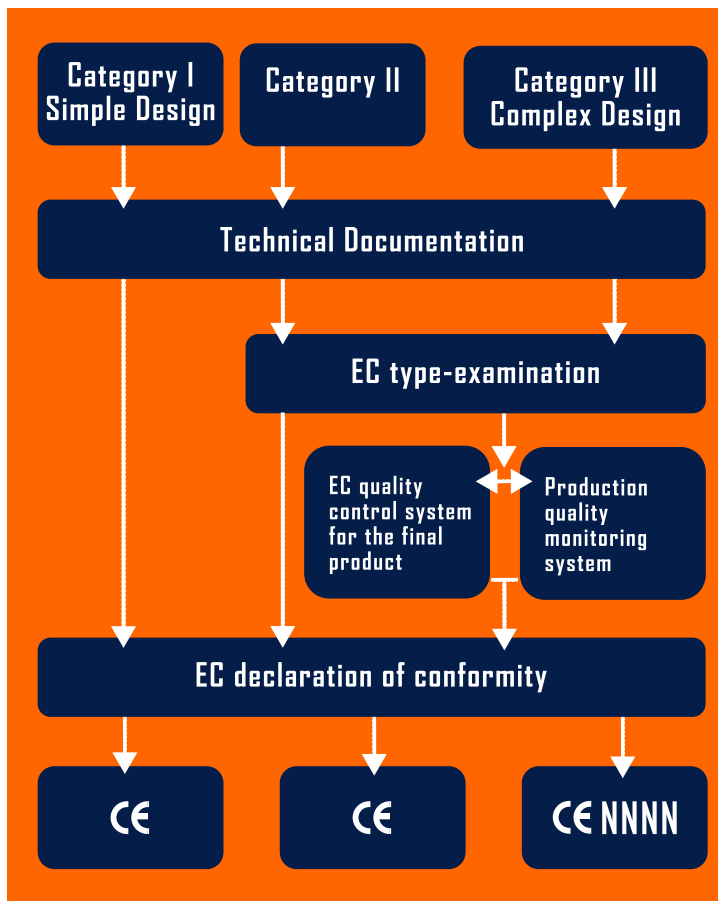 Category I
Simple Design
Category II
Category III
Complex Design
Technical Documentation
EC type-examination
EC quality
control system
for the final
product
Production
quality
monitoring
system
EC declaration of conformity
CE
CE
CE NNNN